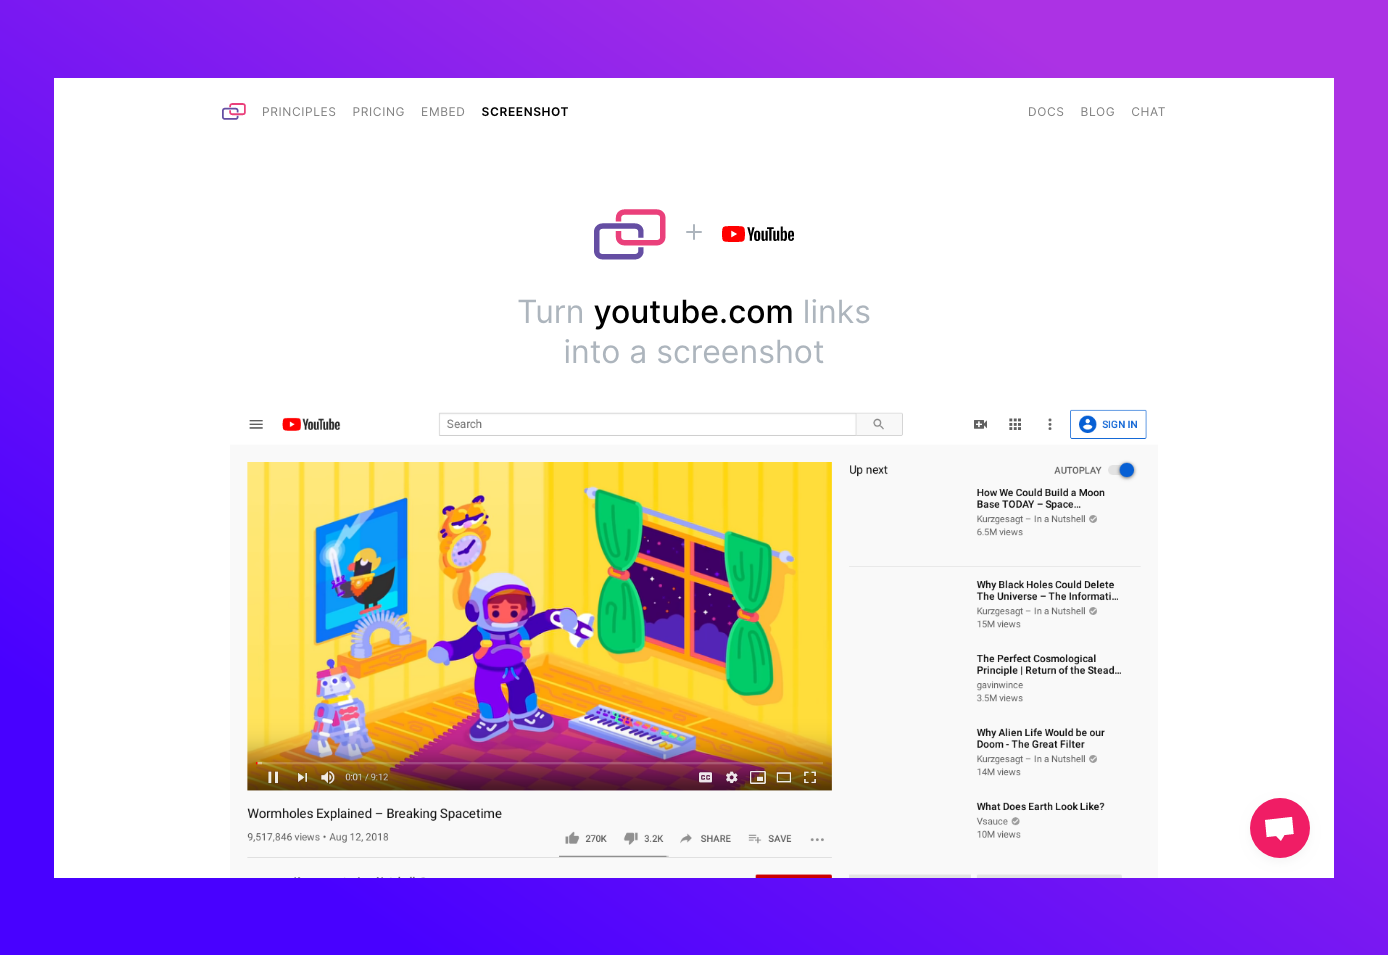 PRINCIPLES PRICING EMBED SCREENSHOT DOCS BLOG CHAT
+ YouTube
Turn youtube.com links
into a screenshot
YouTube Search SIGN IN
Up next AUTOPLAY
How We Could Build a Moon
Base TODAY – Space...
Kurzgesagt – In a Nutshell
6.5M views
Why Black Holes Could Delete
The Universe – The Informati...
Kurzgesagt – In a Nutshell
15M views
The Perfect Cosmological
Principle | Return of the Stead...
gavinwince
3.5M views
Why Alien Life Would be our
Doom - The Great Filter
Kurzgesagt – In a Nutshell
14M views
What Does Earth Look Like?
Vsauce
10M views
0:01 / 9:12 CC
Wormholes Explained – Breaking Spacetime
9,517,846 views • Aug 12, 2018 270K 3.2K SHARE SAVE